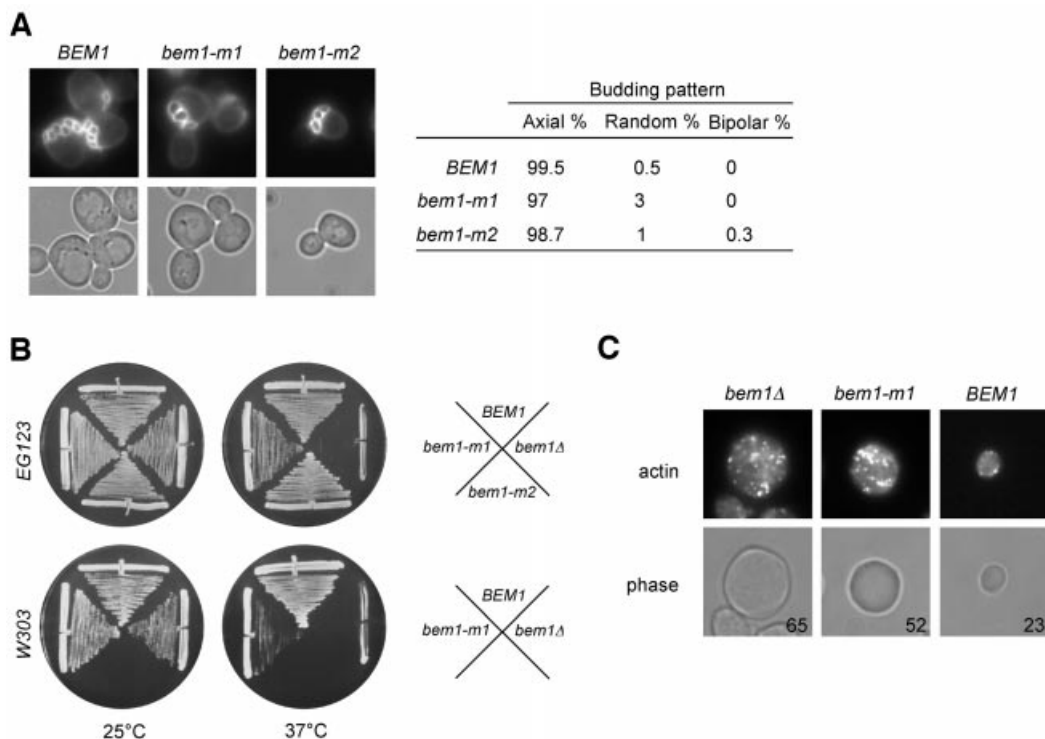 A
BEM1 bem1-m1 bem1-m2
Budding pattern
Axial % Random % Bipolar %
BEM1 99.5 0.5 0
bem1-m1 97 3 0
bem1-m2 98.7 1 0.3
B
EG123
BEM1
bem1-m1 bem1Δ
bem1-m2
W303
BEM1
bem1-m1 bem1Δ
25°C 37°C
C
bem1Δ bem1-m1 BEM1
actin
phase
65 52 23